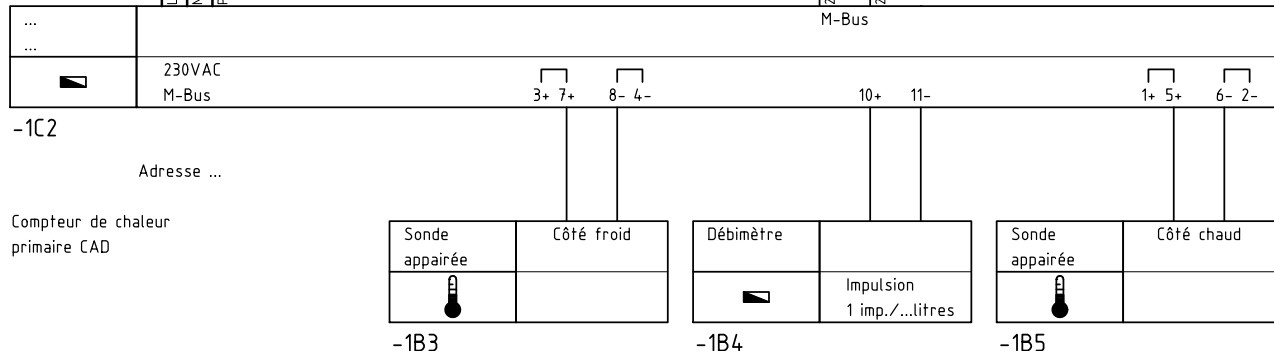 M-Bus
...
...
230VAC
M-Bus
3+ 7+ 8- 4- 10+ 11- 1+ 5+ 6- 2-
-1C2
Adresse ...
Compteur de chaleur
primaire CAD
Sonde
appairée
Côté froid
Débimètre
Impulsion
1 imp./...litres
Sonde
appairée
Côté chaud
-1B3
-1B4
-1B5